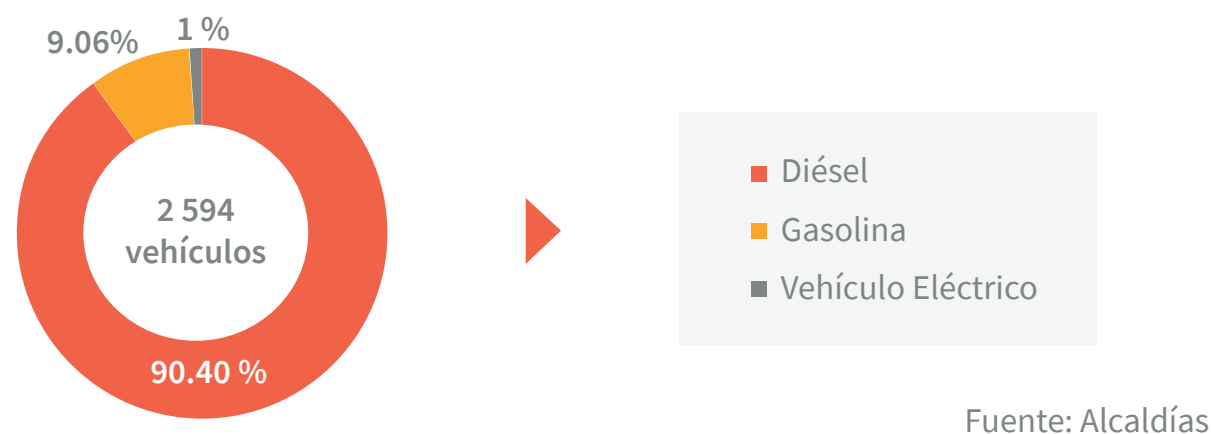 9.06%
1 %
2 594
vehículos
90.40 %
Diésel
Gasolina
Vehículo Eléctrico
Fuente: Alcaldías